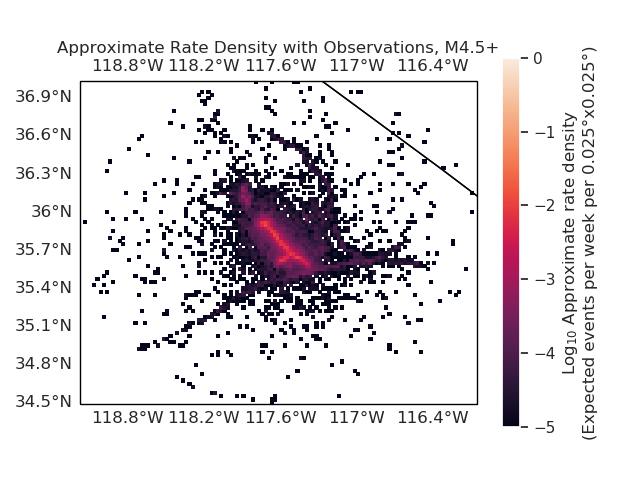 Approximate Rate Density with Observations, M4.5+
118.8°W 118.2°W 117.6°W 117°W 116.4°W
36.9°N
36.6°N
36.3°N
36°N
35.7°N
35.4°N
35.1°N
34.8°N
34.5°N
118.8°W 118.2°W 117.6°W 117°W 116.4°W
0
−1
−2
−3
−4
−5
Log₁₀ Approximate rate density
(Expected events per week per 0.025°x0.025°)